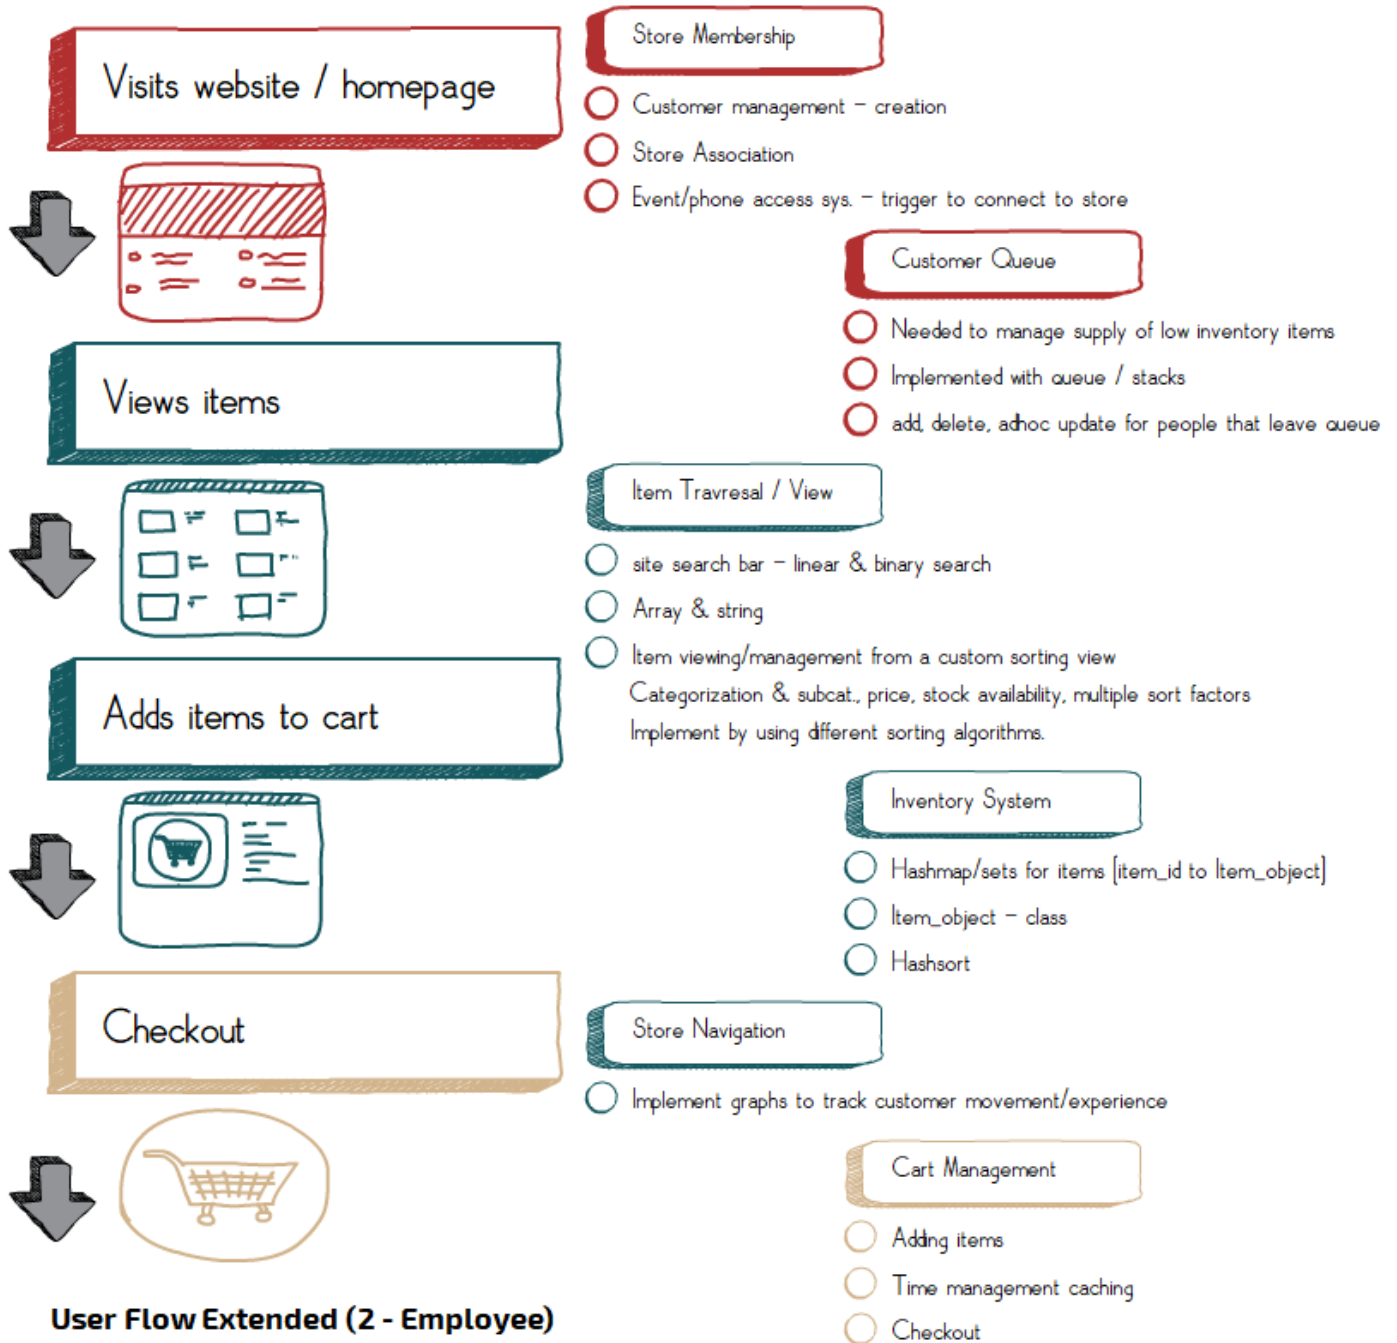 Visits website / homepage
Store Membership
Customer management - creation
Store Association
Event/phone access sys. - trigger to connect to store
Customer Queue
Needed to manage supply of low inventory items
Implemented with queue / stacks
add, delete, adhoc update for people that leave queue
Views items
Item Travresal / View
site search bar - linear & binary search
Array & string
Item viewing/management from a custom sorting view
Categorization & subcat., price, stock availability, multiple sort factors
Implement by using different sorting algorithms.
Adds items to cart
Inventory System
Hashmap/sets for items [item_id to Item_object]
Item_object - class
Hashsort
Checkout
Store Navigation
Implement graphs to track customer movement/experience
Cart Management
Adding items
Time management caching
Checkout
User Flow Extended (2 - Employee)